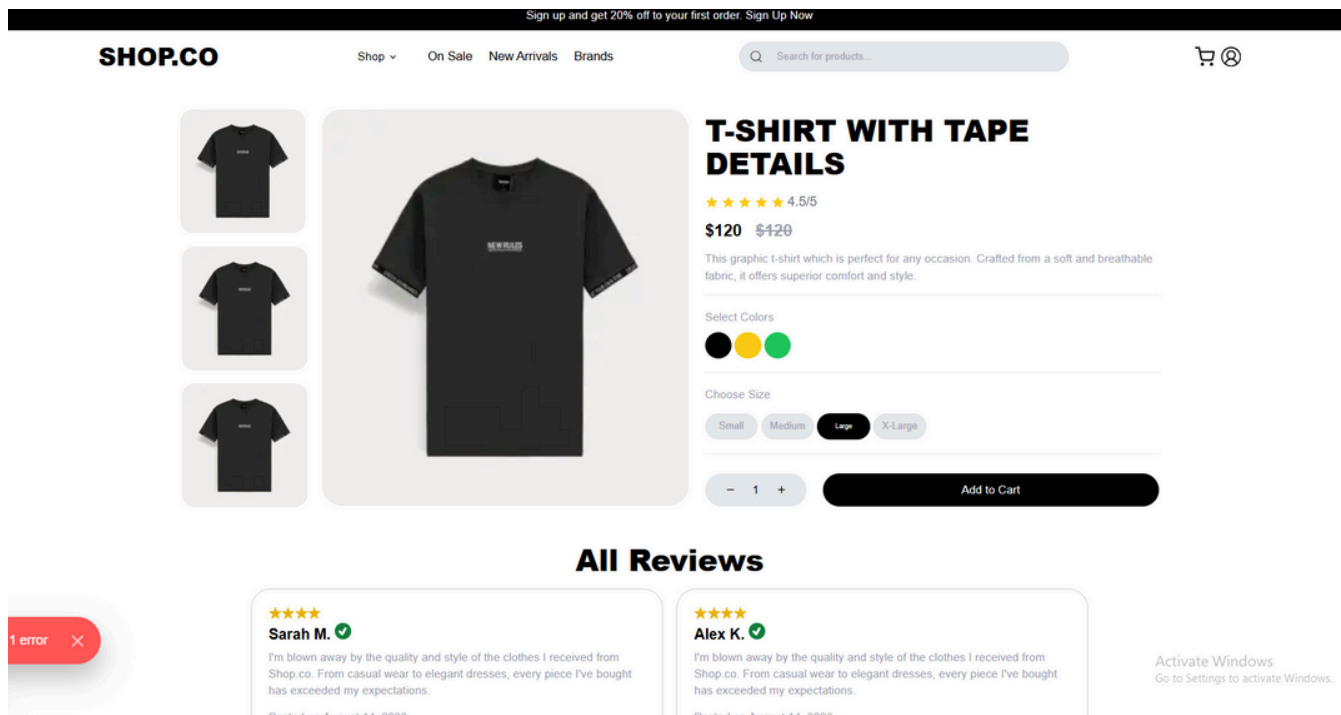 Sign up and get 20% off to your first order. Sign Up Now
SHOP.CO
Shop
On Sale
New Arrivals
Brands
Search for products...
NEW RULES
T-SHIRT WITH TAPE
DETAILS
4.5/5
$120 $120
This graphic t-shirt which is perfect for any occasion. Crafted from a soft and breathable
fabric, it offers superior comfort and style.
Select Colors
Choose Size
Small
Medium
Large
X-Large
− 1 +
Add to Cart
All Reviews
Sarah M.
I'm blown away by the quality and style of the clothes I received from
Shop.co. From casual wear to elegant dresses, every piece I've bought
has exceeded my expectations.
Alex K.
I'm blown away by the quality and style of the clothes I received from
Shop.co. From casual wear to elegant dresses, every piece I've bought
has exceeded my expectations.
1 error
Activate Windows
Go to Settings to activate Windows.